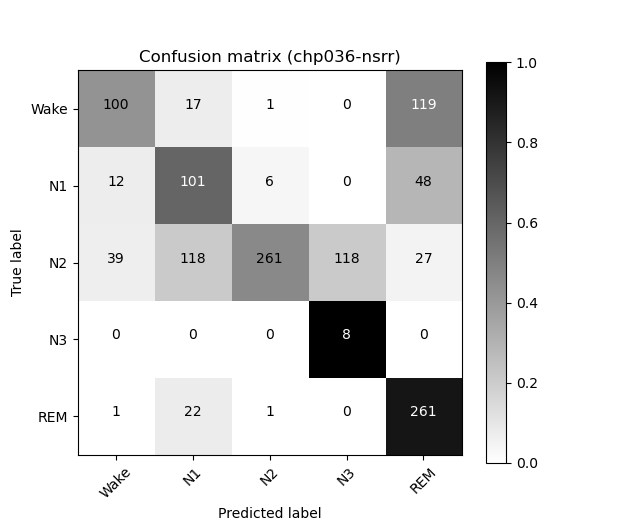 Confusion matrix (chp036-nsrr)
True label
Wake 100 17 1 0 119
N1 12 101 6 0 48
N2 39 118 261 118 27
N3 0 0 0 8 0
REM 1 22 1 0 261
Wake N1 N2 N3 REM
Predicted label
1.0
0.8
0.6
0.4
0.2
0.0